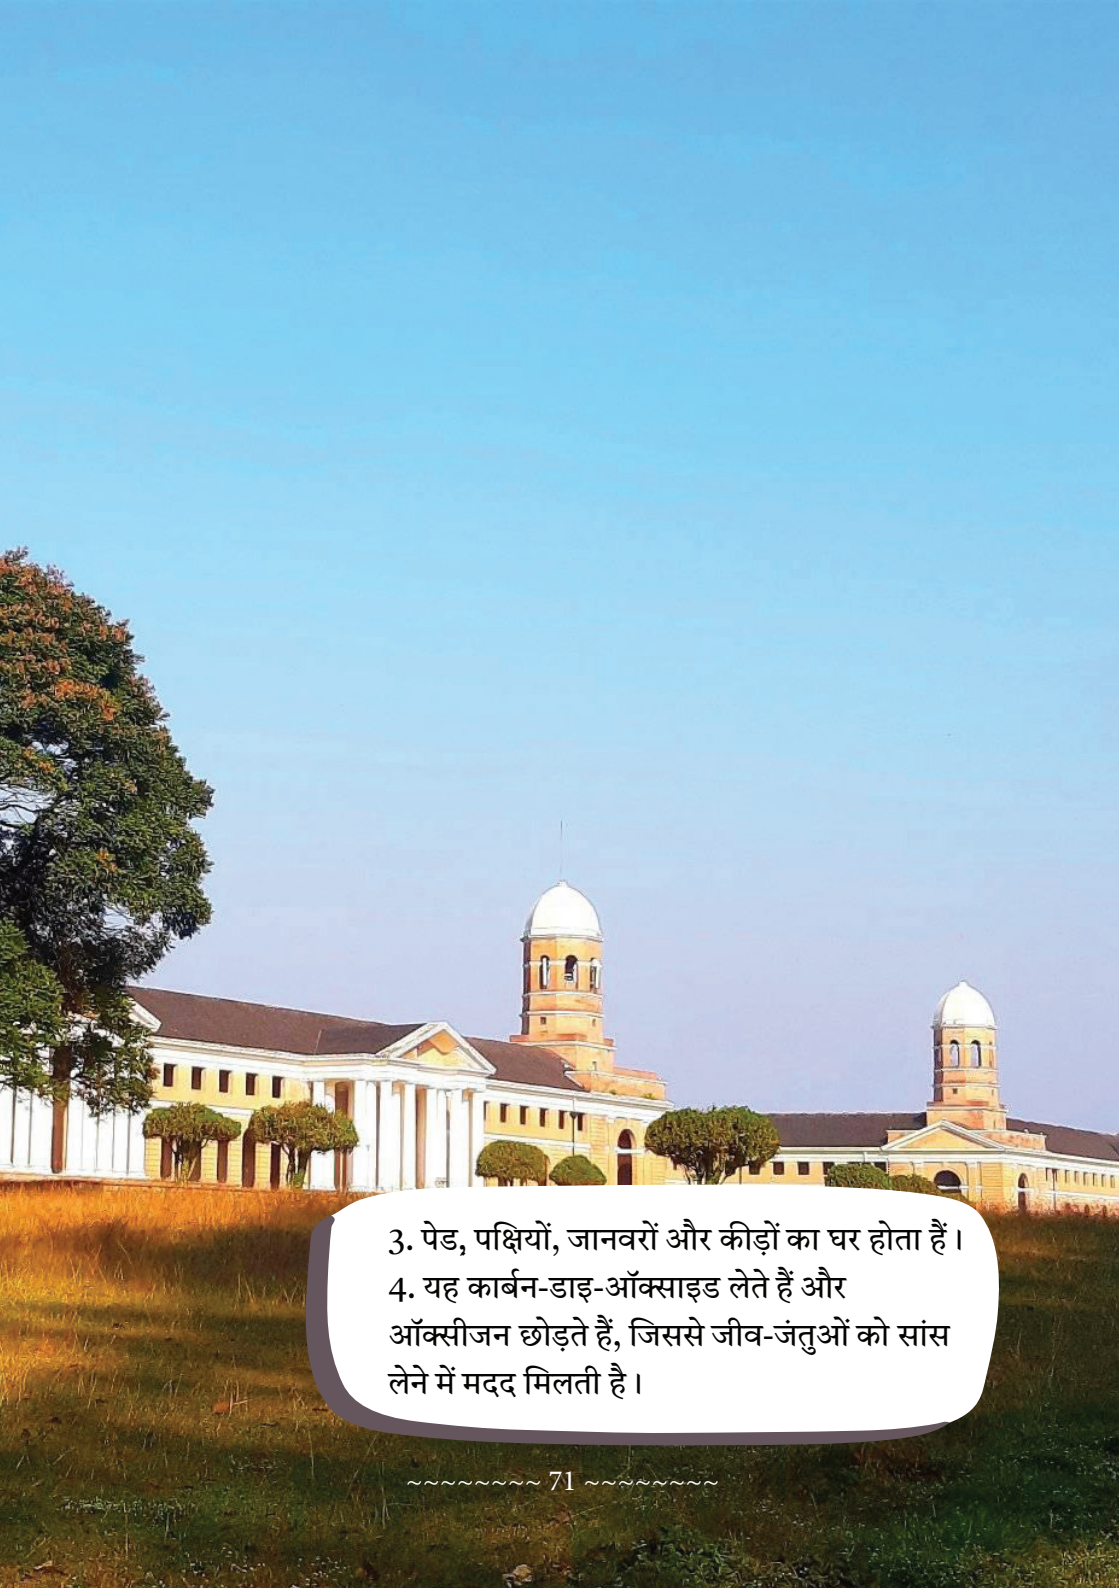 3. पेड, पक्षियों, जानवरों और कीड़ों का घर होता हैं।
4. यह कार्बन-डाइ-ऑक्साइड लेते हैं और
ऑक्सीजन छोड़ते हैं, जिससे जीव-जंतुओं को सांस
लेने में मदद मिलती है।
~~~~~~~~ 71 ~~~~~~~~